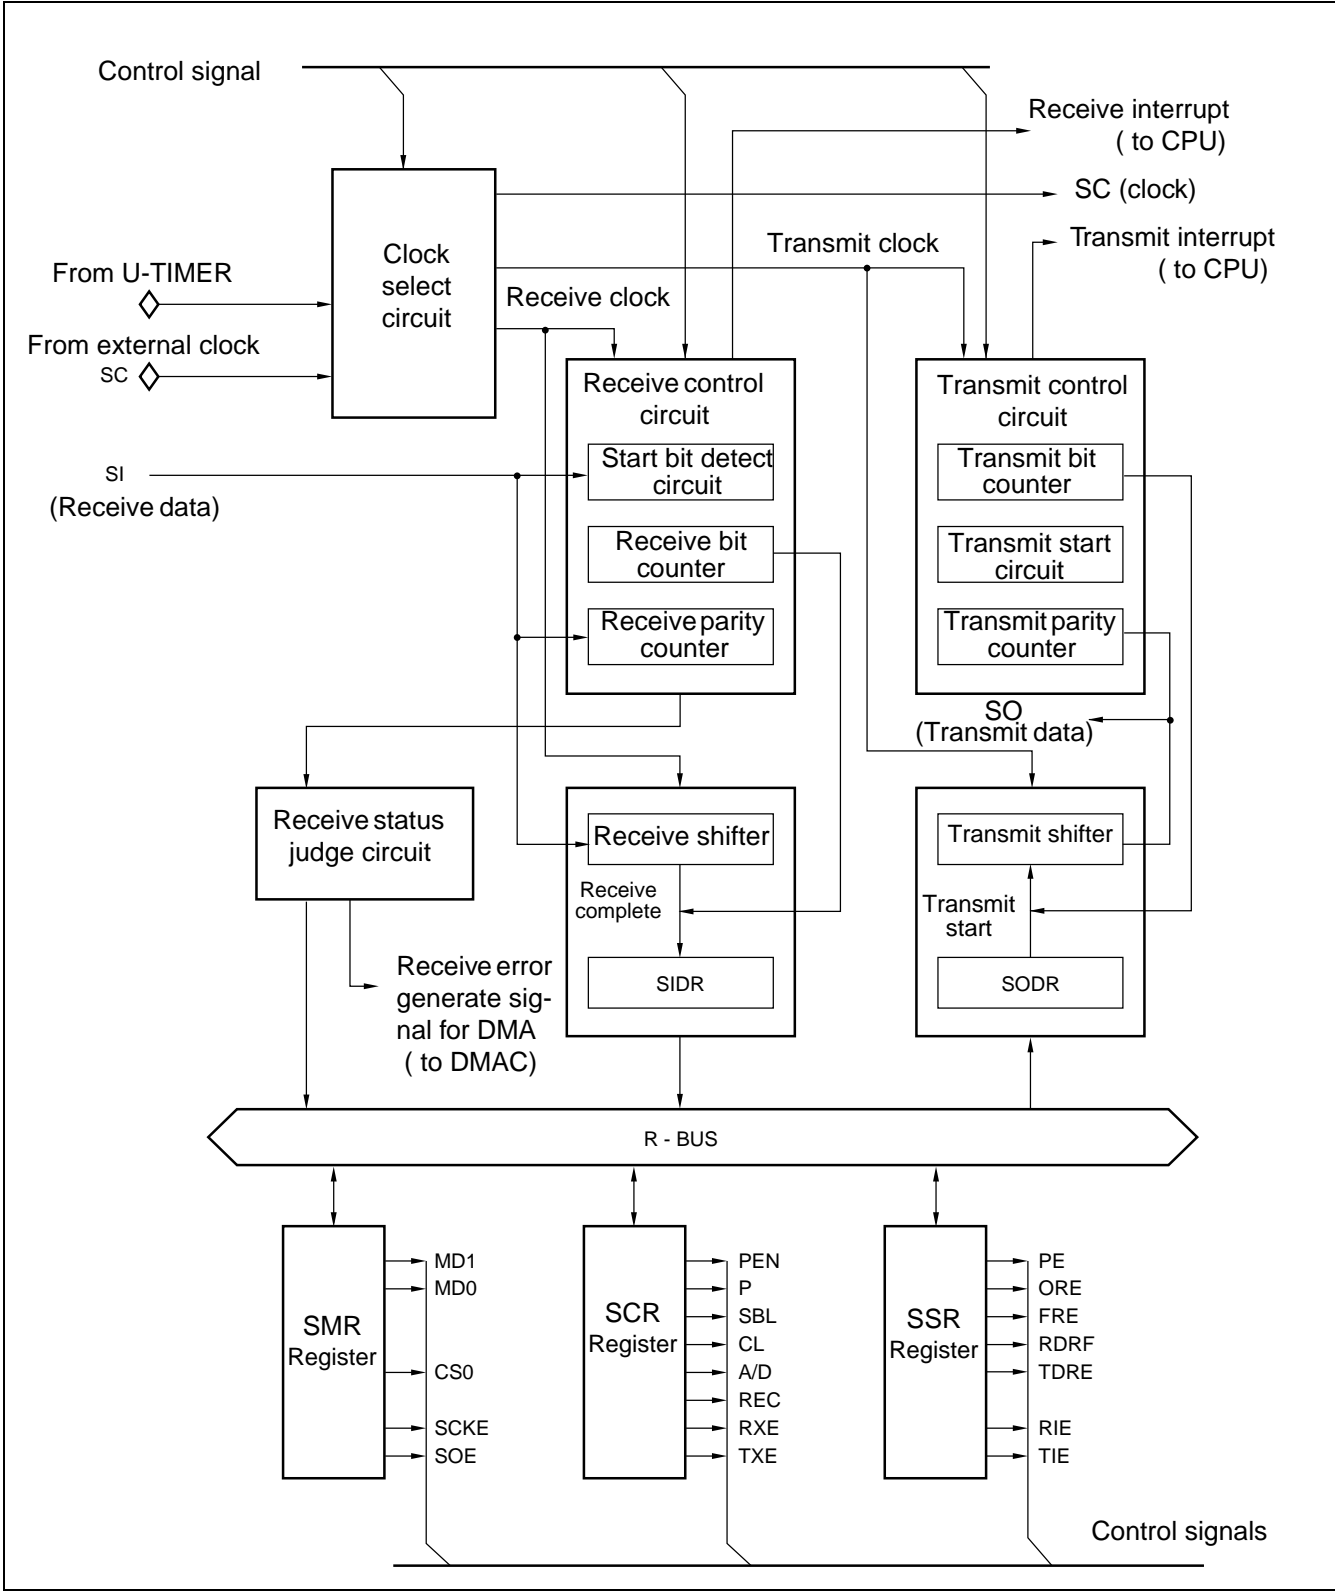 Control signal
Receive interrupt
( to CPU)
SC (clock)
Transmit clock
Transmit interrupt
( to CPU)
Clock
select
circuit
From U-TIMER
Receive clock
From external clock
SC
Receive control
circuit
Start bit detect
circuit
Receive bit
counter
Receive parity
counter
Transmit control
circuit
Transmit bit
counter
Transmit start
circuit
Transmit parity
counter
SI
(Receive data)
SO
(Transmit data)
Receive status
judge circuit
Receive shifter
Receive
complete
SIDR
Transmit shifter
Transmit
start
SODR
Receive error
generate sig-
nal for DMA
( to DMAC)
R - BUS
SMR
Register
MD1
MD0
CS0
SCKE
SOE
SCR
Register
PEN
P
SBL
CL
A/D
REC
RXE
TXE
SSR
Register
PE
ORE
FRE
RDRF
TDRE
RIE
TIE
Control signals